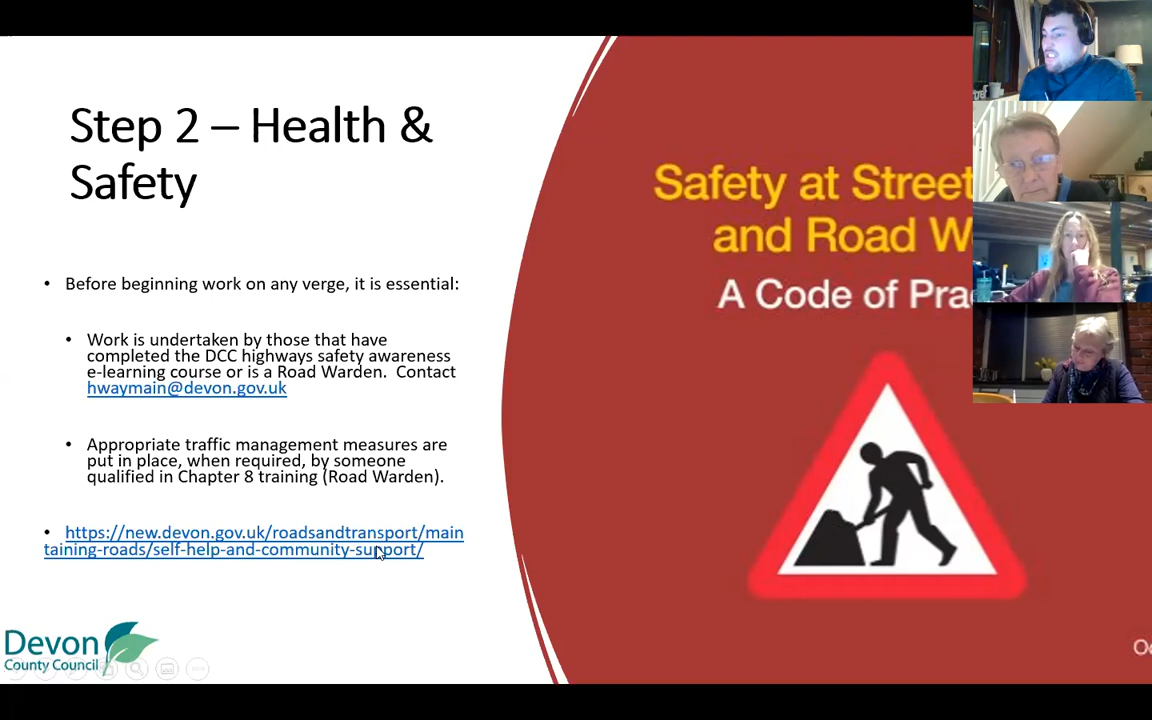 Step 2 – Health &
Safety
• Before beginning work on any verge, it is essential:
• Work is undertaken by those that have
completed the DCC highways safety awareness
e-learning course or is a Road Warden.  Contact
hwaymain@devon.gov.uk
• Appropriate traffic management measures are
put in place, when required, by someone
qualified in Chapter 8 training (Road Warden).
• https://new.devon.gov.uk/roadsandtransport/main
taining-roads/self-help-and-community-support/
Devon
County Council
Safety at Street
and Road W
A Code of Pra